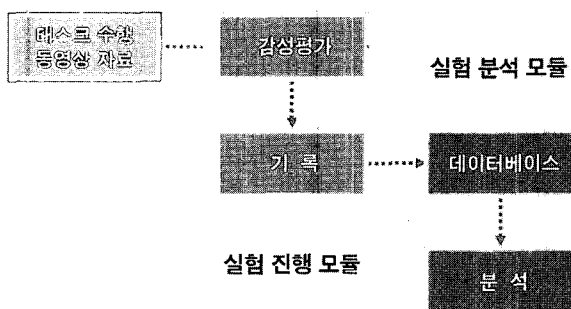 태스크 수행
동영상 자료
감성평가
실험 분석 모듈
기 록
데이터베이스
실험 진행 모듈
분 석